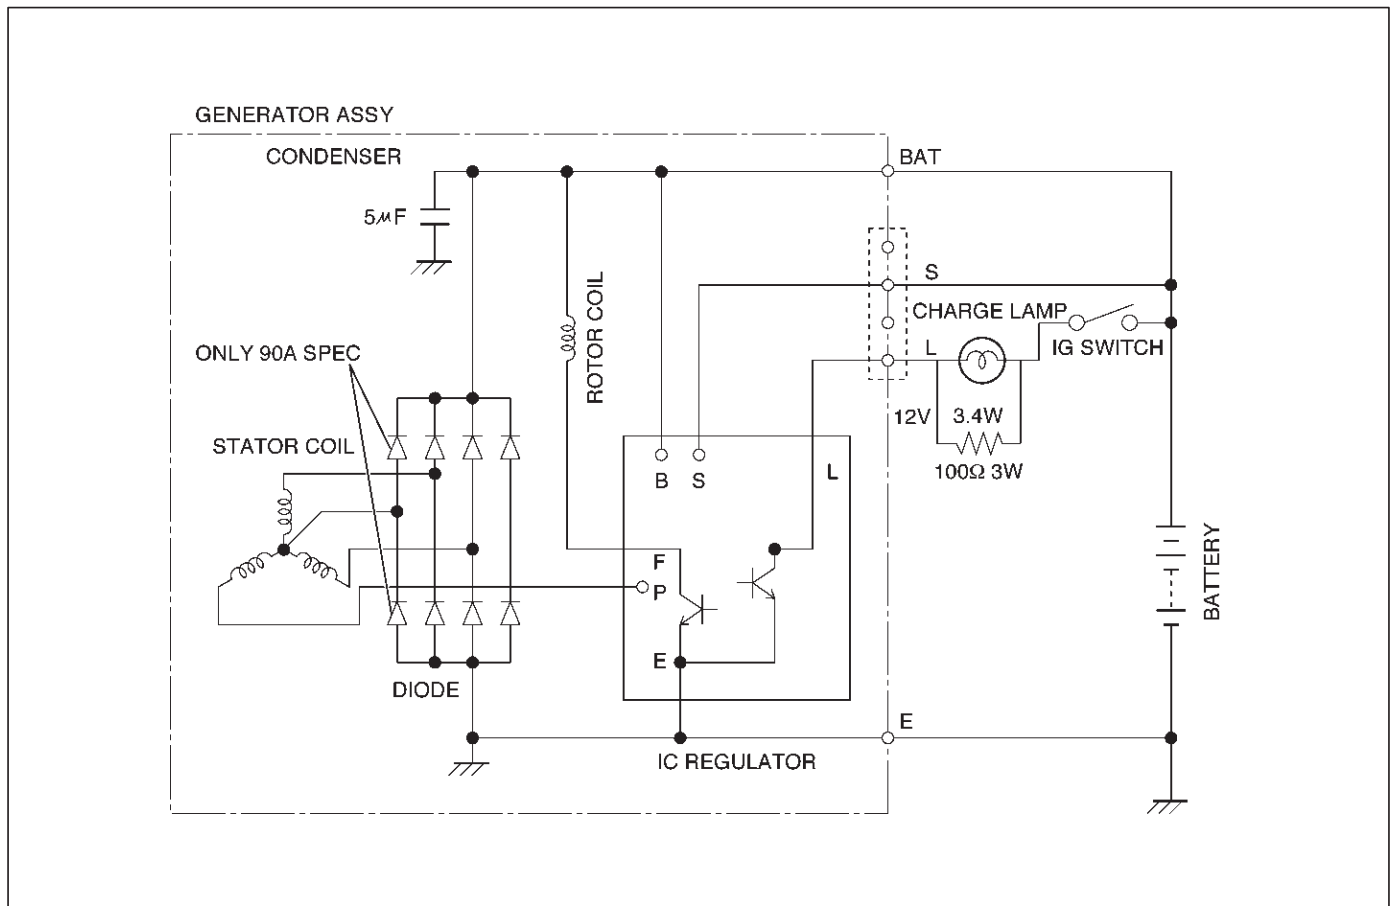 GENERATOR ASSY
CONDENSER
BAT
5μF
S
CHARGE LAMP
IG SWITCH
L
ROTOR COIL
ONLY 90A SPEC
12V 3.4W
STATOR COIL
100Ω 3W
B S
L
BATTERY
F
P
E
DIODE
E
IC REGULATOR